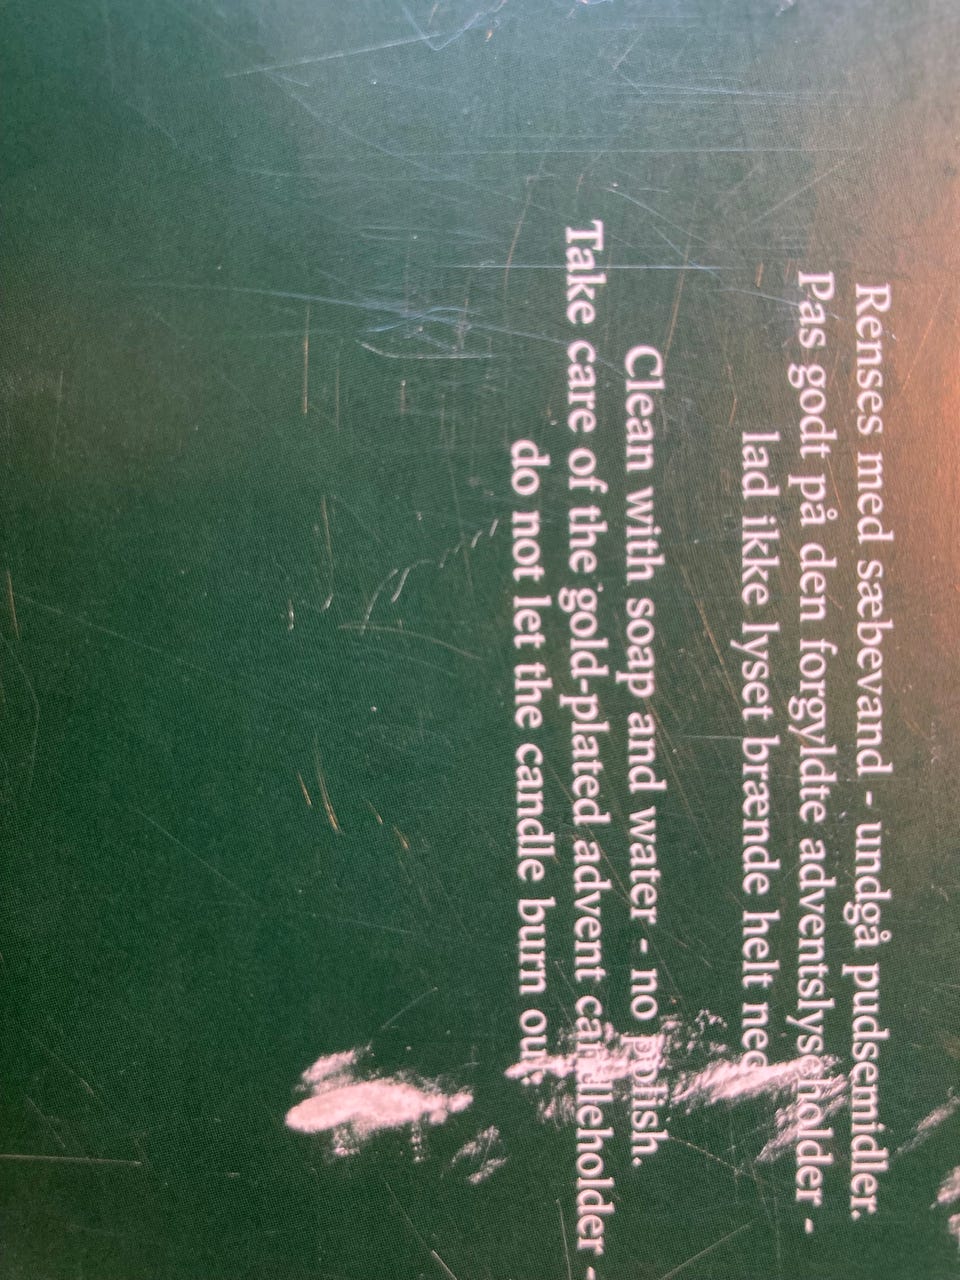 Renses med sæbevand - undgå pudsemidler.
Pas godt på den forgyldte adventslyseholder -
lad ikke lyset brænde helt ned
Clean with soap and water - no polish.
Take care of the gold-plated advent candleholder -
do not let the candle burn out.